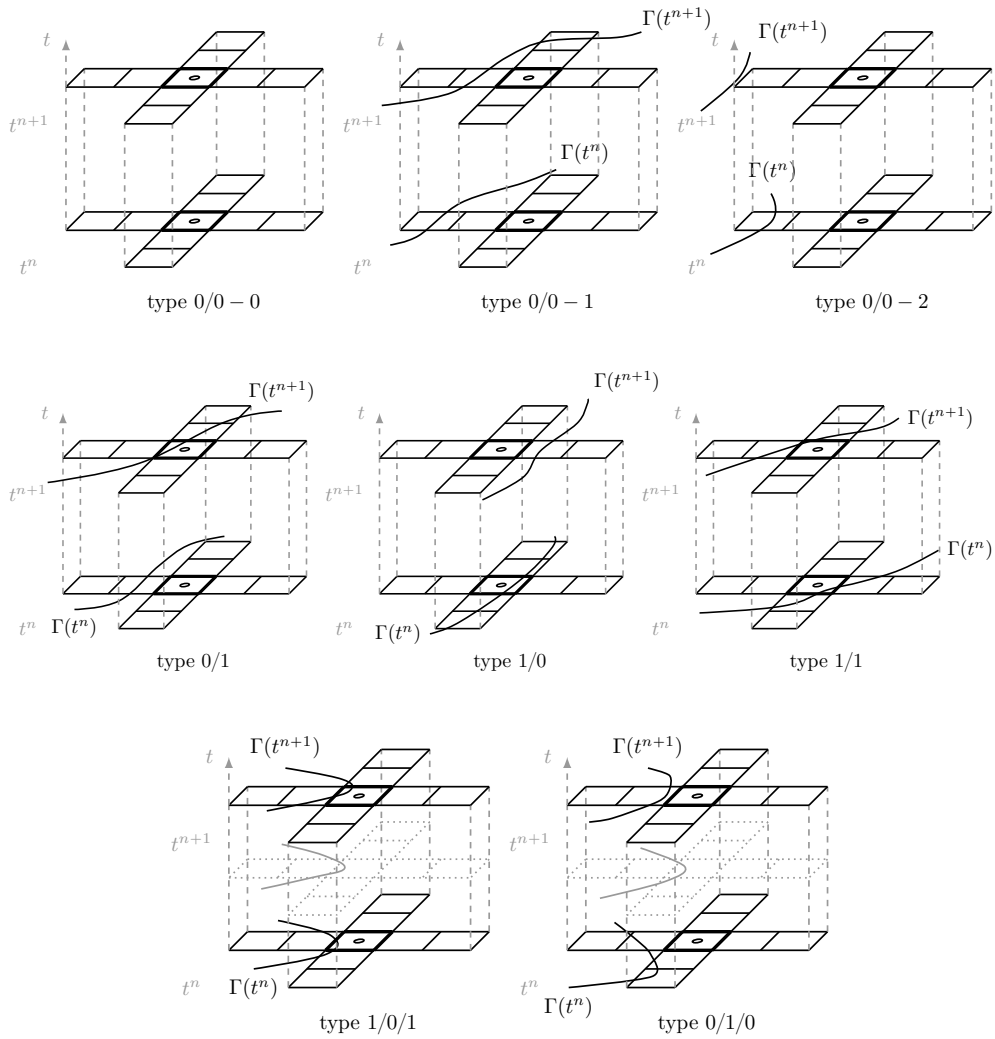 t
t^{n+1}
t^n
type 0/0 − 0
Γ(t^{n+1})
t
t^{n+1}
Γ(t^n)
t^n
type 0/0 − 1
Γ(t^{n+1})
t
t^{n+1}
Γ(t^n)
t^n
type 0/0 − 2
Γ(t^{n+1})
t
t^{n+1}
t^n
Γ(t^n)
type 0/1
Γ(t^{n+1})
t
t^{n+1}
t^n
Γ(t^n)
type 1/0
Γ(t^{n+1})
t
t^{n+1}
Γ(t^n)
t^n
type 1/1
Γ(t^{n+1})
t
t^{n+1}
t^n
Γ(t^n)
type 1/0/1
Γ(t^{n+1})
t
t^{n+1}
t^n
Γ(t^n)
type 0/1/0